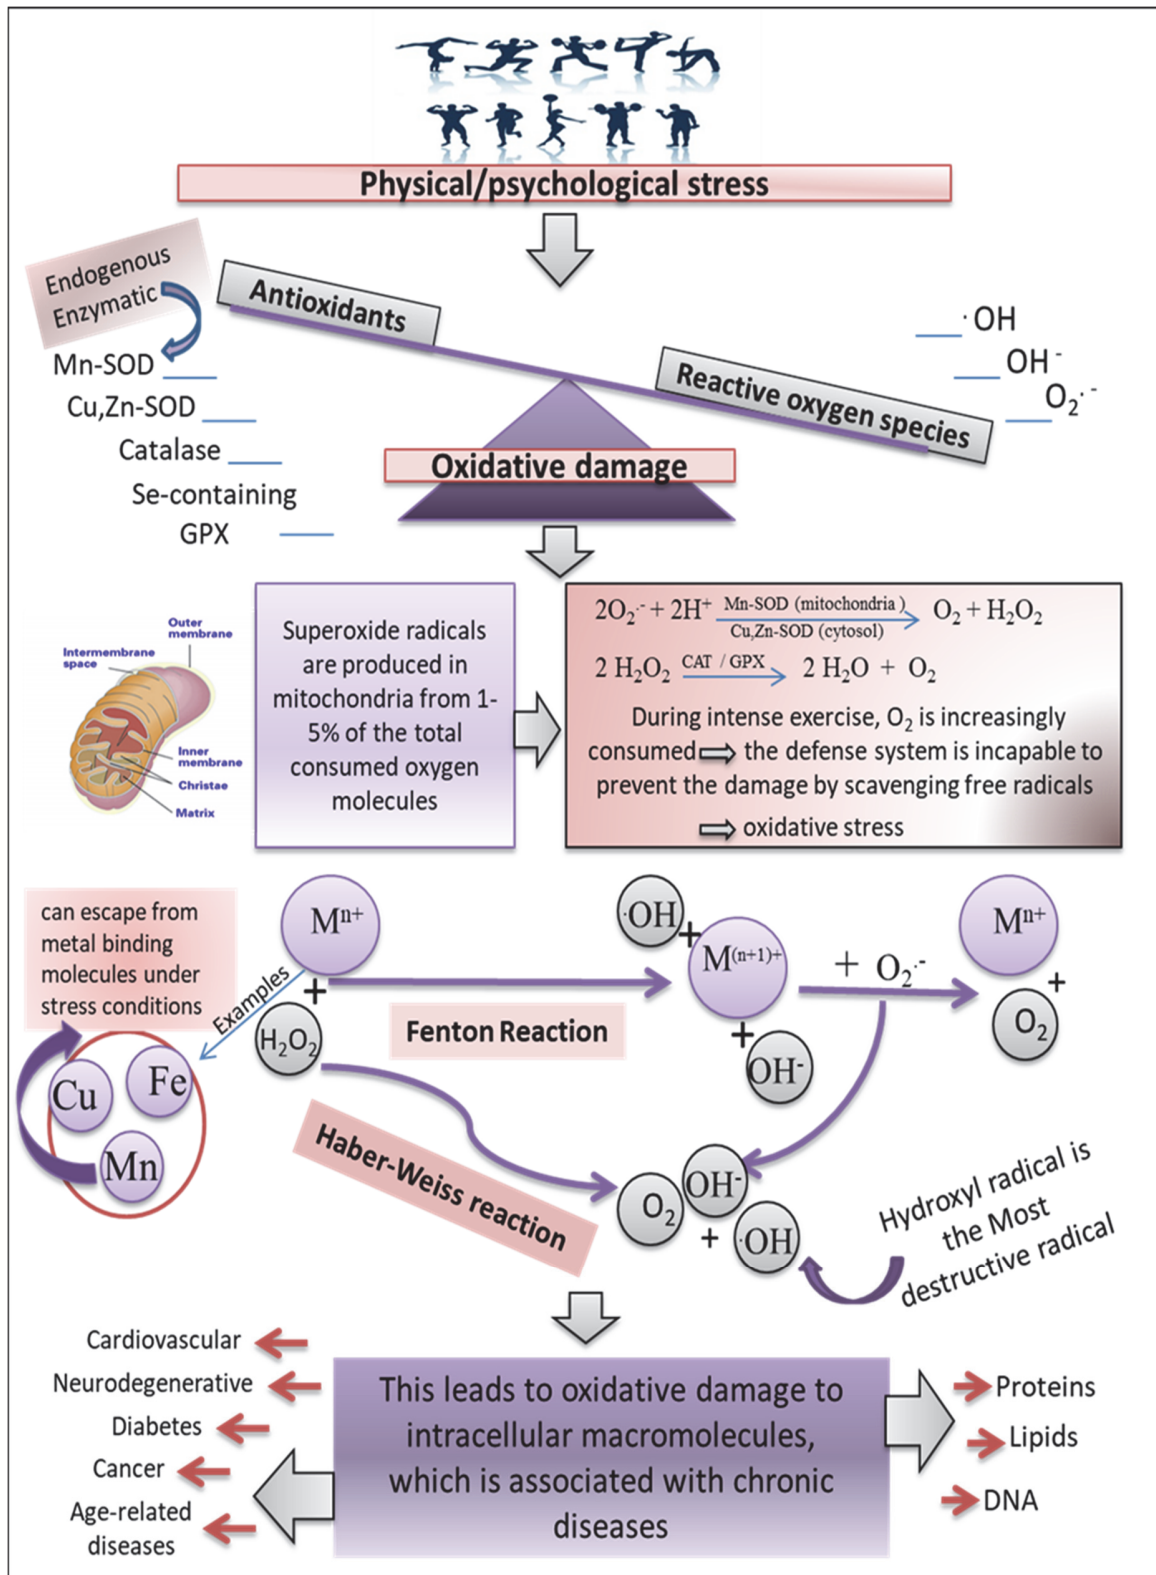 Physical/psychological stress
Endogenous
Enzymatic
Antioxidants
Reactive oxygen species
Mn-SOD
Cu,Zn-SOD
Catalase
Se-containing
GPX
·OH
OH⁻
O₂·⁻
Oxidative damage
Outer
membrane
Intermembrane
space
Inner
membrane
Christae
Matrix
Superoxide radicals
are produced in
mitochondria from 1-
5% of the total
consumed oxygen
molecules
2O₂·⁻ + 2H⁺ Mn-SOD (mitochondria) O₂ + H₂O₂
Cu,Zn-SOD (cytosol)
2 H₂O₂ CAT / GPX 2 H₂O + O₂
During intense exercise, O₂ is increasingly
consumed ⇨ the defense system is incapable to
prevent the damage by scavenging free radicals
⇨ oxidative stress
can escape from
metal binding
molecules under
stress conditions
Examples
Cu
Fe
Mn
Mⁿ⁺
+
H₂O₂
Fenton Reaction
·OH
+
M⁽ⁿ⁺¹⁾⁺
+
OH⁻
+ O₂·⁻
Mⁿ⁺
+
O₂
Haber-Weiss reaction
O₂
OH⁻
+
·OH
Hydroxyl radical is
the Most
destructive radical
Cardiovascular
Neurodegenerative
Diabetes
Cancer
Age-related
diseases
This leads to oxidative damage to
intracellular macromolecules,
which is associated with chronic
diseases
Proteins
Lipids
DNA